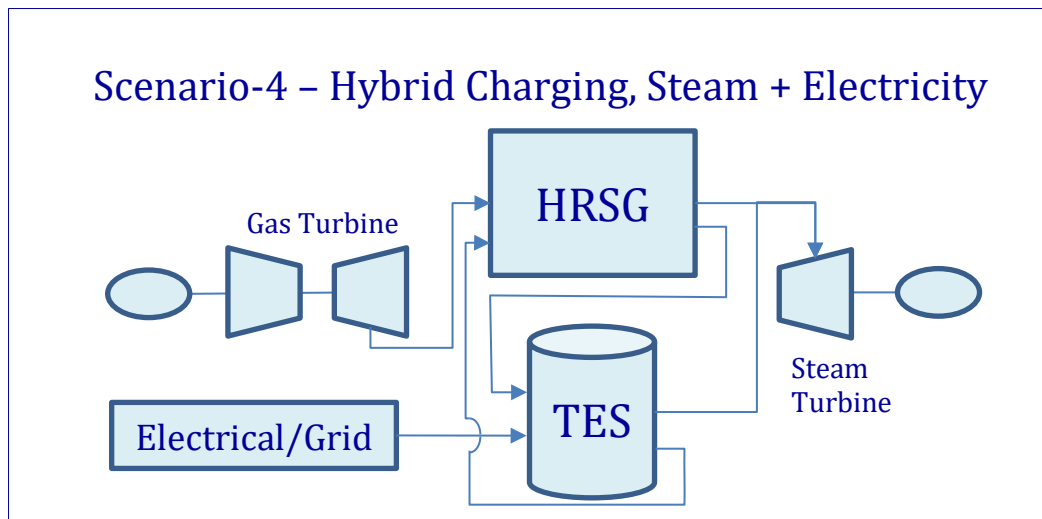 Scenario-4 – Hybrid Charging, Steam + Electricity
HRSG
Gas Turbine
Steam
Turbine
TES
Electrical/Grid